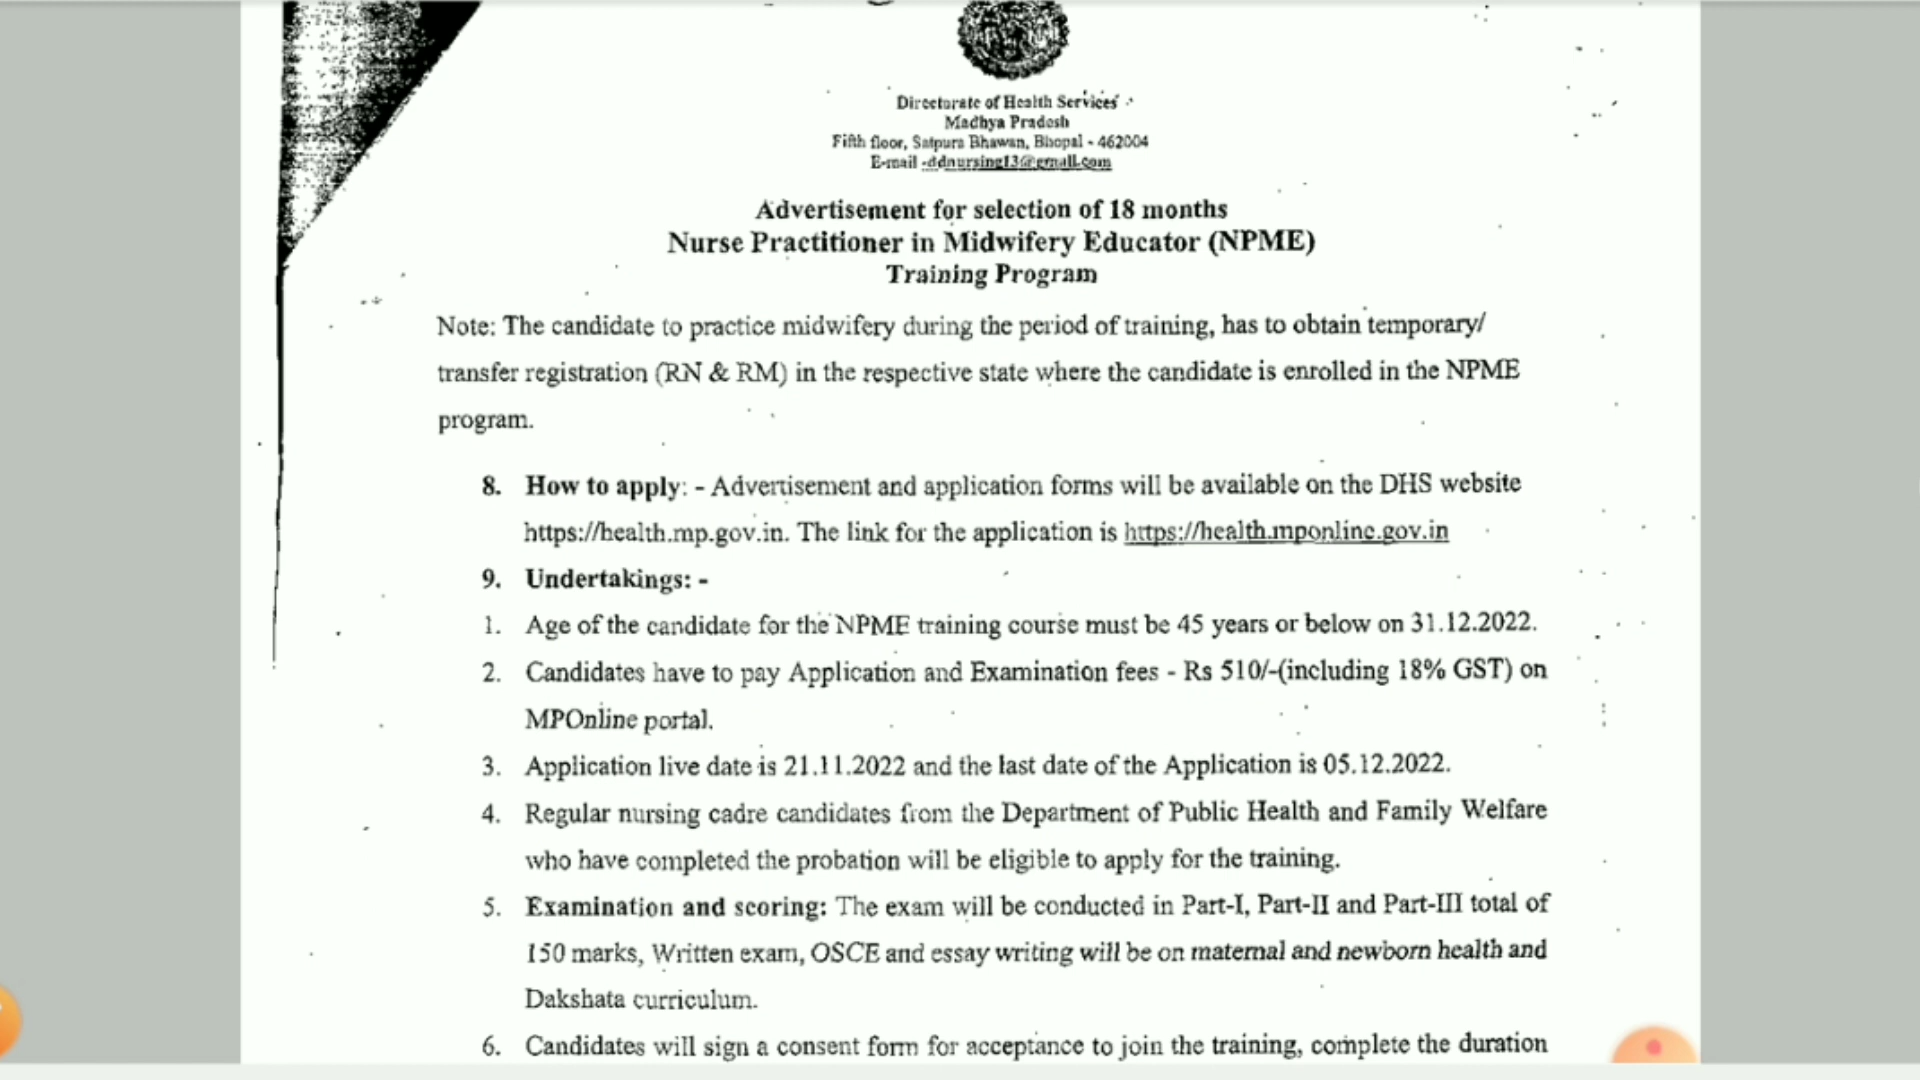 Directorate of Health Services
Madhya Pradesh
Fifth floor, Satpura Bhawan, Bhopal - 462004
E-mail -ddnursing13@gmail.com
Advertisement for selection of 18 months
Nurse Practitioner in Midwifery Educator (NPME)
Training Program
Note: The candidate to practice midwifery during the period of training, has to obtain temporary/
transfer registration (RN & RM) in the respective state where the candidate is enrolled in the NPME
program.
8. How to apply: - Advertisement and application forms will be available on the DHS website
https://health.mp.gov.in. The link for the application is https://health.mponline.gov.in
9. Undertakings: -
1. Age of the candidate for the NPME training course must be 45 years or below on 31.12.2022.
2. Candidates have to pay Application and Examination fees - Rs 510/-(including 18% GST) on
MPOnline portal.
3. Application live date is 21.11.2022 and the last date of the Application is 05.12.2022.
4. Regular nursing cadre candidates from the Department of Public Health and Family Welfare
who have completed the probation will be eligible to apply for the training.
5. Examination and scoring: The exam will be conducted in Part-I, Part-II and Part-III total of
150 marks, Written exam, OSCE and essay writing will be on maternal and newborn health and
Dakshata curriculum.
6. Candidates will sign a consent form for acceptance to join the training, complete the duration